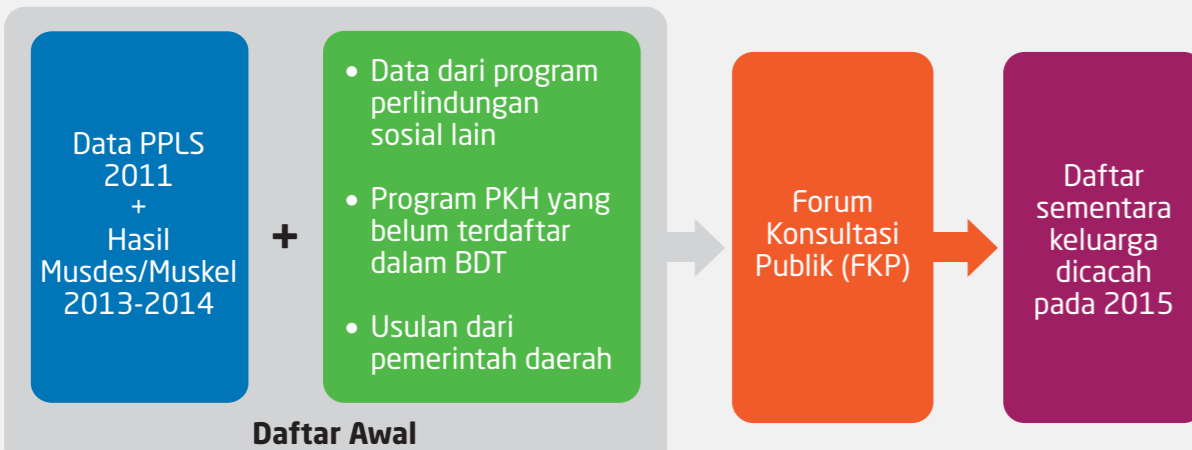 Data PPLS
2011
+
Hasil
Musdes/Muskel
2013-2014
+
• Data dari program
perlindungan
sosial lain
• Program PKH yang
belum terdaftar
dalam BDT
• Usulan dari
pemerintah daerah
Daftar Awal
Forum
Konsultasi
Publik (FKP)
Daftar
sementara
keluarga
dicacah
pada 2015